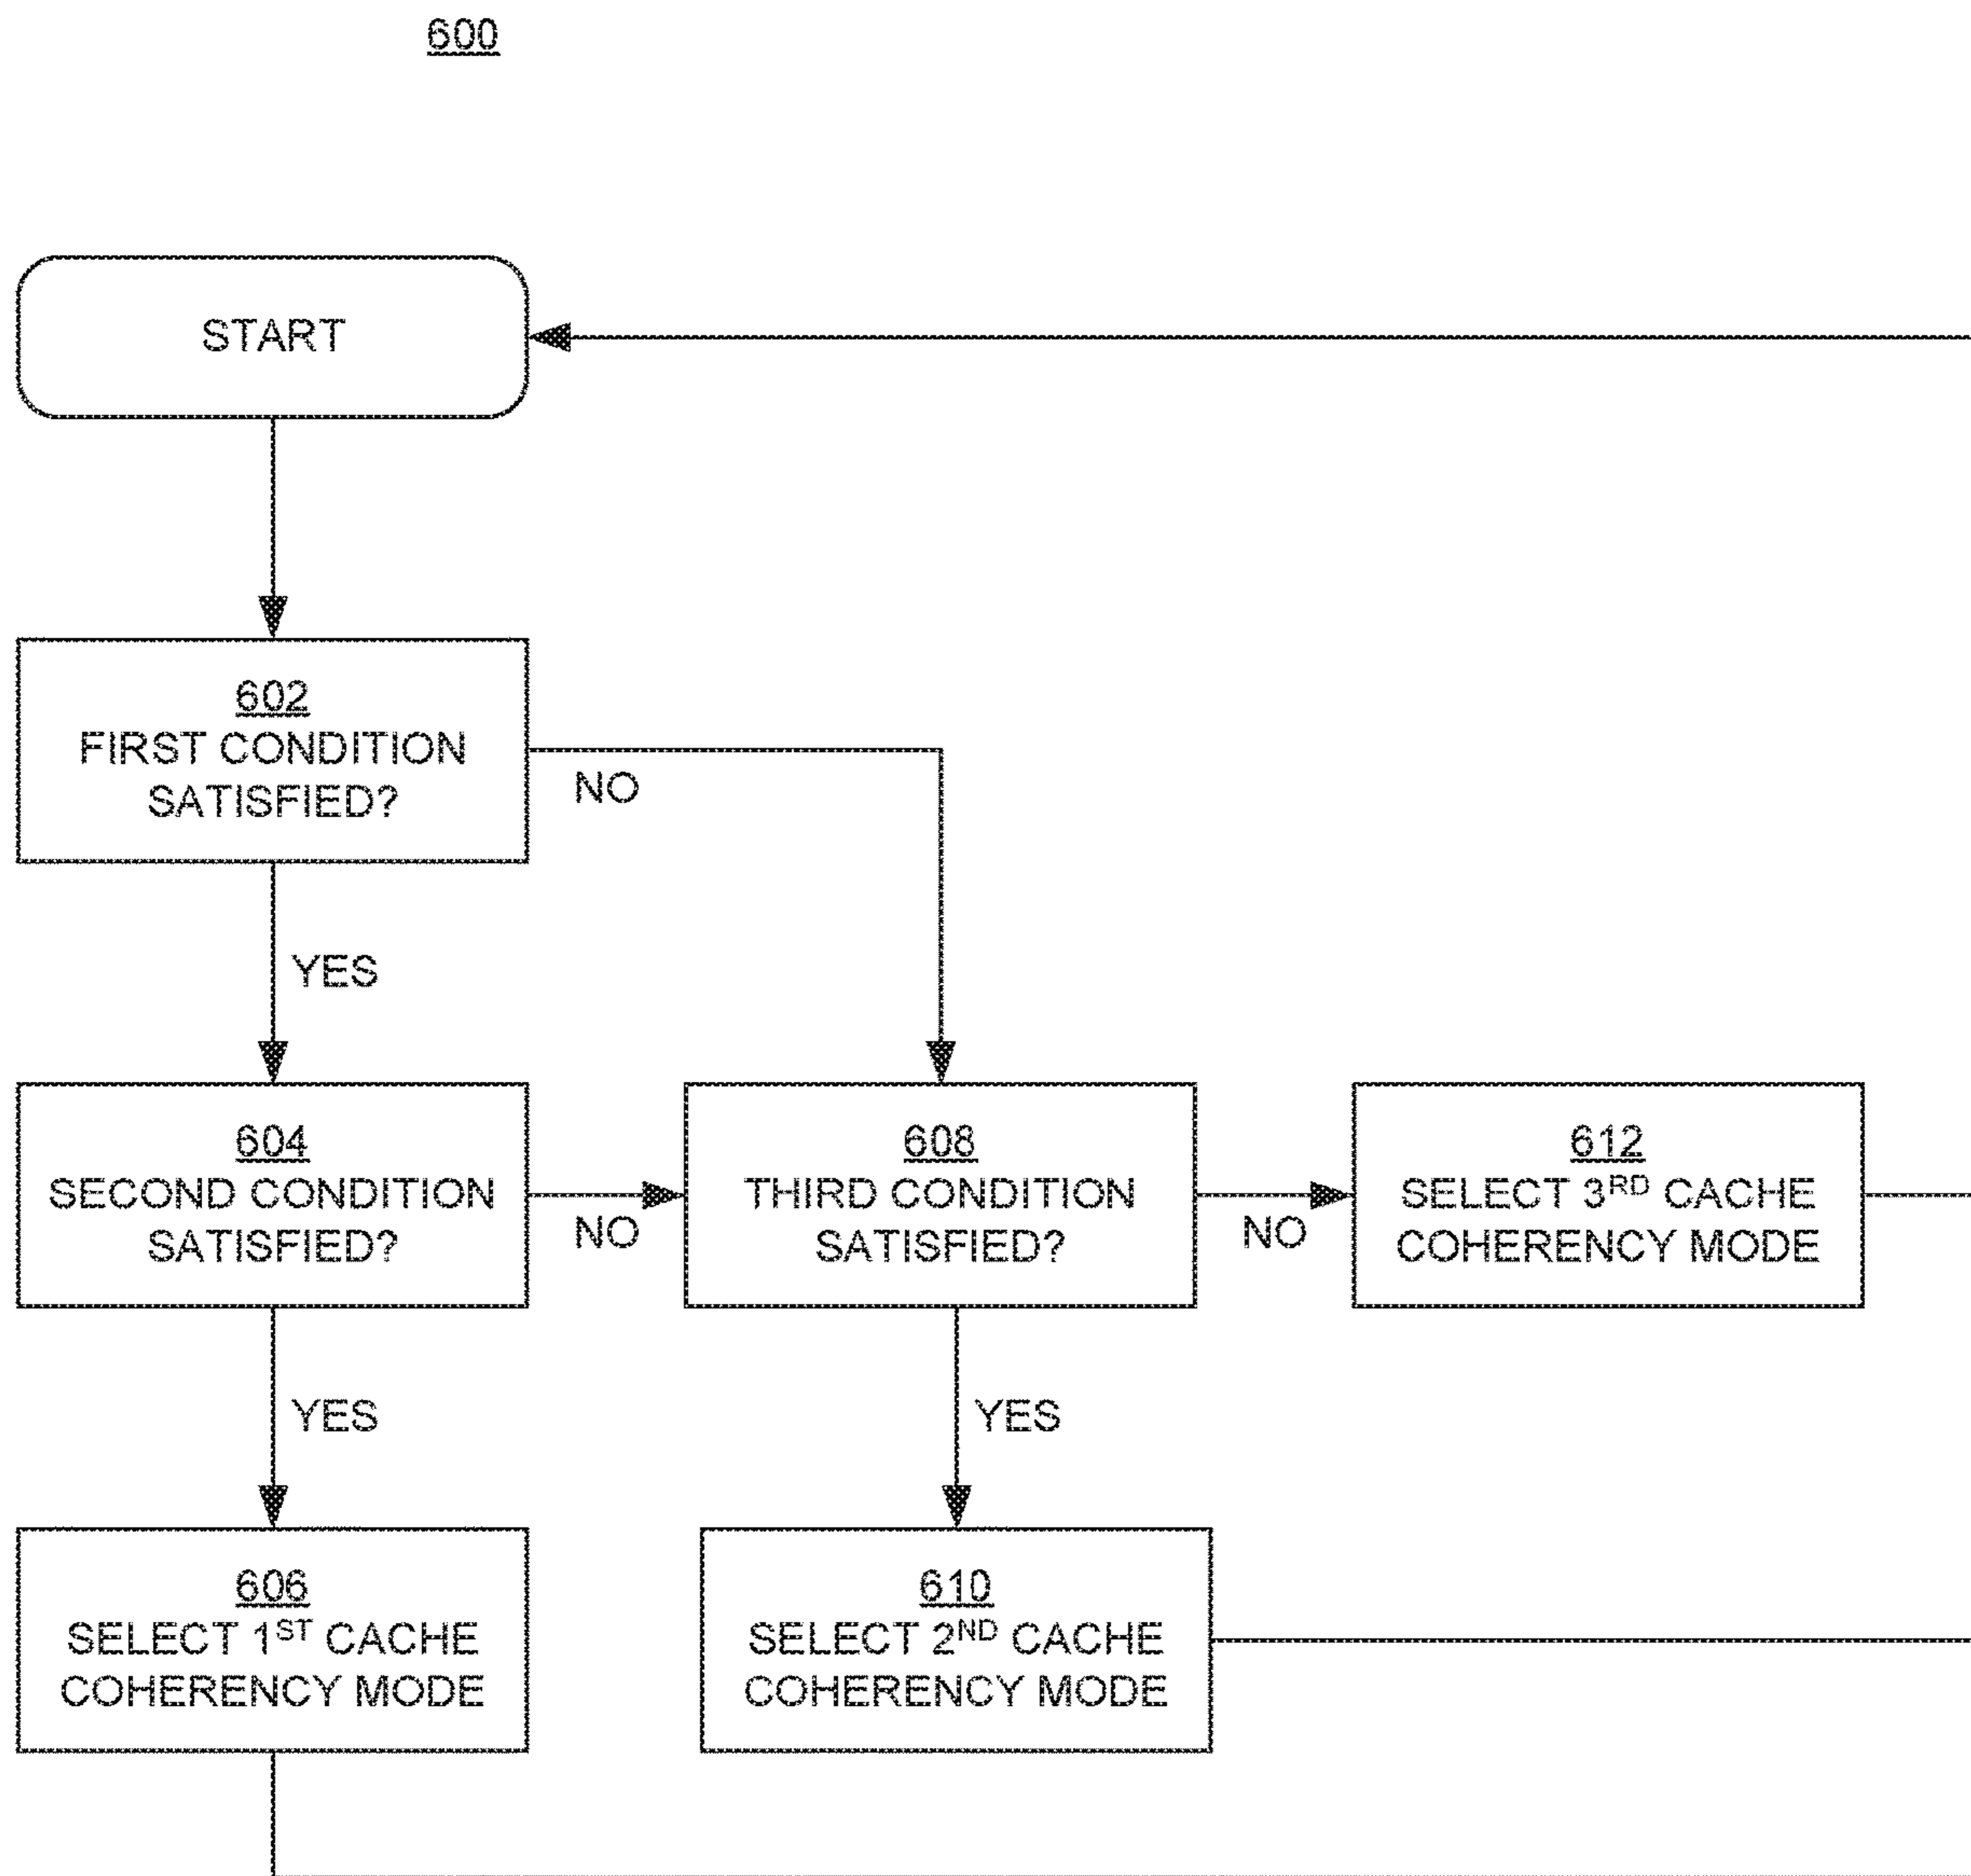 600
START
602
FIRST CONDITION
SATISFIED?
NO
YES
604
SECOND CONDITION
SATISFIED?
NO
608
THIRD CONDITION
SATISFIED?
NO
612
SELECT 3RD CACHE
COHERENCY MODE
YES
YES
606
SELECT 1ST CACHE
COHERENCY MODE
610
SELECT 2ND CACHE
COHERENCY MODE